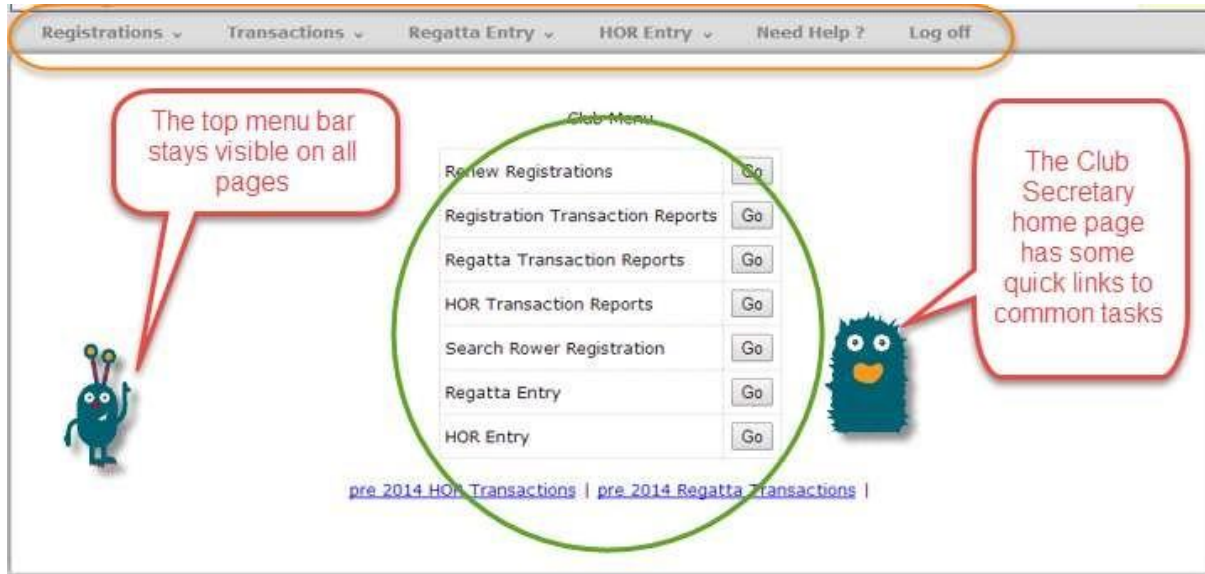 Registrations Transactions Regatta Entry HOR Entry Need Help ? Log off
The top menu bar
stays visible on all
pages
Club Menu
Renew Registrations Go
Registration Transaction Reports Go
Regatta Transaction Reports Go
HOR Transaction Reports Go
Search Rower Registration Go
Regatta Entry Go
HOR Entry Go
pre 2014 HOR Transactions | pre 2014 Regatta Transactions |
The Club
Secretary
home page
has some
quick links to
common tasks